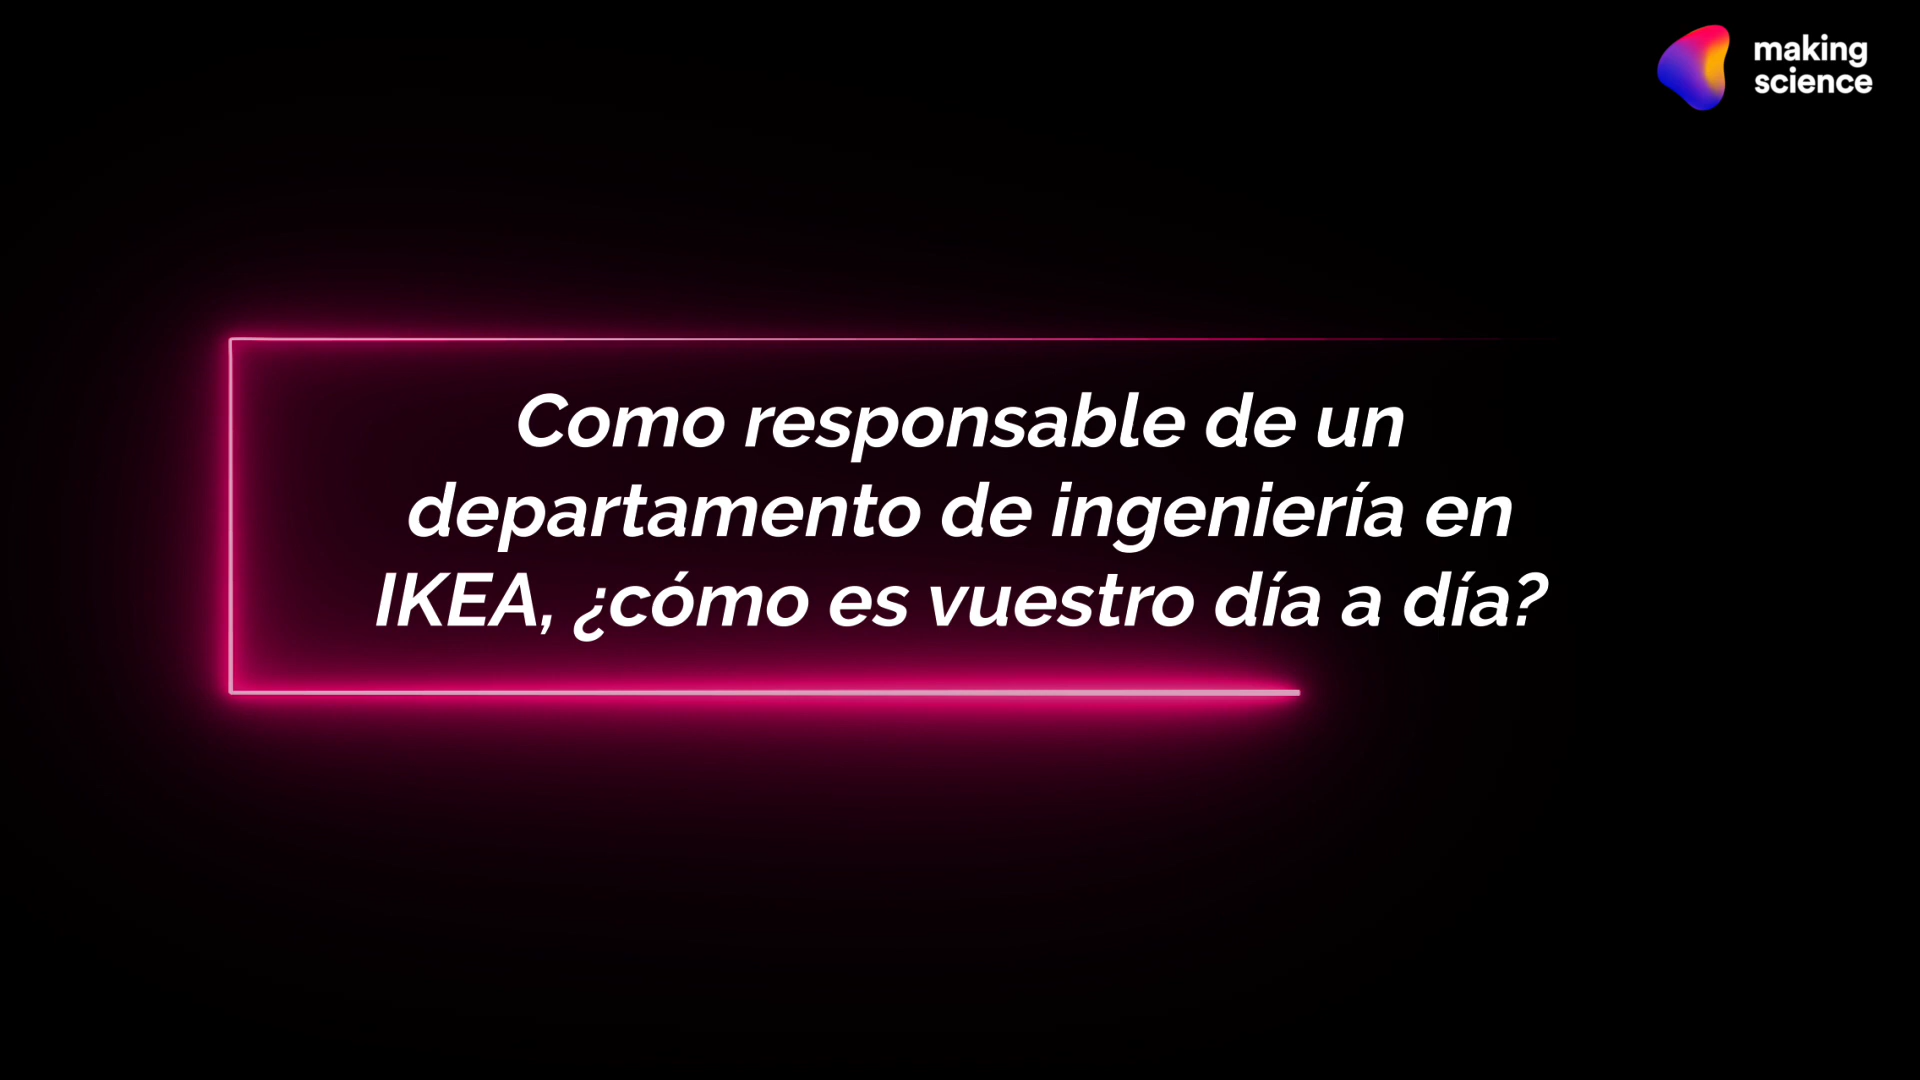 making
science
Como responsable de un
departamento de ingeniería en
IKEA, ¿cómo es vuestro día a día?